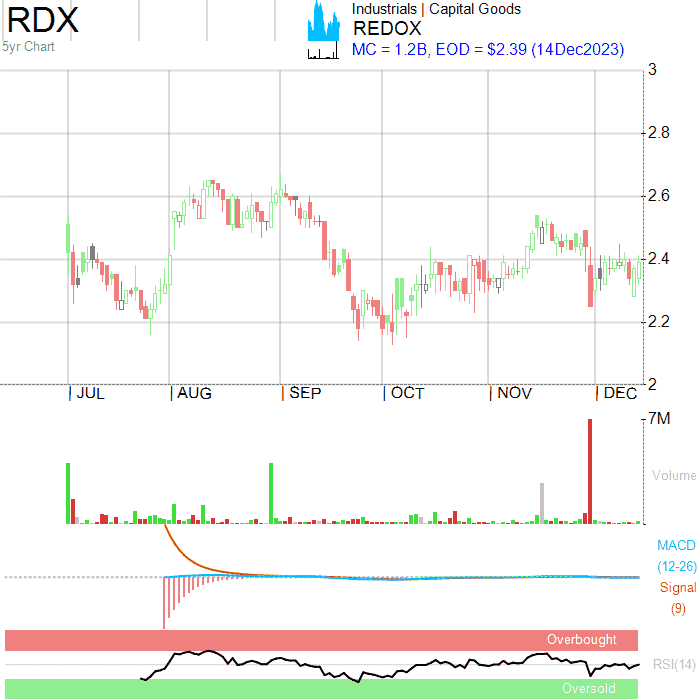 RDX
5yr Chart
Industrials | Capital Goods
REDOX
MC = 1.2B, EOD = $2.39 (14Dec2023)
3
2.8
2.6
2.4
2.2
2
JUL
AUG
SEP
OCT
NOV
DEC
7M
Volume
MACD
(12-26)
Signal
(9)
Overbought
RSI(14)
Oversold